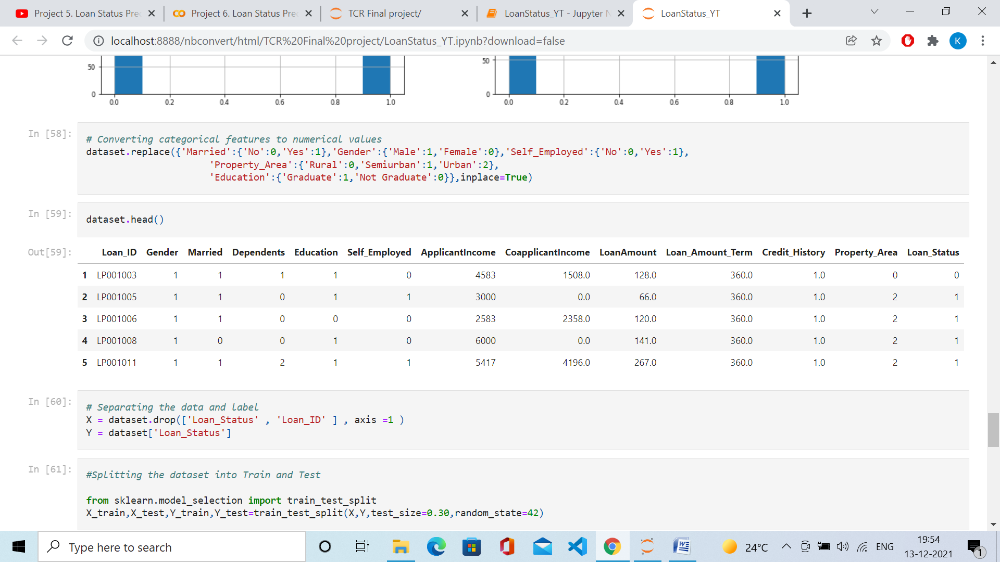 Project 5. Loan Status Pre
Project 6. Loan Status Pre
TCR Final project/
LoanStatus_YT - Jupyter N
LoanStatus_YT
localhost:8888/nbconvert/html/TCR%20Final%20project/LoanStatus_YT.ipynb?download=false
K
50
0
0.0 0.2 0.4 0.6 0.8 1.0
50
0
0.0 0.2 0.4 0.6 0.8 1.0
In [58]:
# Converting categorical features to numerical values
dataset.replace({'Married':{'No':0,'Yes':1},'Gender':{'Male':1,'Female':0},'Self_Employed':{'No':0,'Yes':1},
'Property_Area':{'Rural':0,'Semiurban':1,'Urban':2},
'Education':{'Graduate':1,'Not Graduate':0}},inplace=True)
In [59]:
dataset.head()
Out[59]:
Loan_ID Gender Married Dependents Education Self_Employed ApplicantIncome CoapplicantIncome LoanAmount Loan_Amount_Term Credit_History Property_Area Loan_Status
1 LP001003 1 1 1 1 0 4583 1508.0 128.0 360.0 1.0 0 0
2 LP001005 1 1 0 1 1 3000 0.0 66.0 360.0 1.0 2 1
3 LP001006 1 1 0 0 0 2583 2358.0 120.0 360.0 1.0 2 1
4 LP001008 1 0 0 1 0 6000 0.0 141.0 360.0 1.0 2 1
5 LP001011 1 1 2 1 1 5417 4196.0 267.0 360.0 1.0 2 1
In [60]:
# Separating the data and label
X = dataset.drop(['Loan_Status' , 'Loan_ID' ] , axis =1 )
Y = dataset['Loan_Status']
In [61]:
#Splitting the dataset into Train and Test
from sklearn.model_selection import train_test_split
X_train,X_test,Y_train,Y_test=train_test_split(X,Y,test_size=0.30,random_state=42)
Type here to search
24°C
ENG
19:54
13-12-2021
1